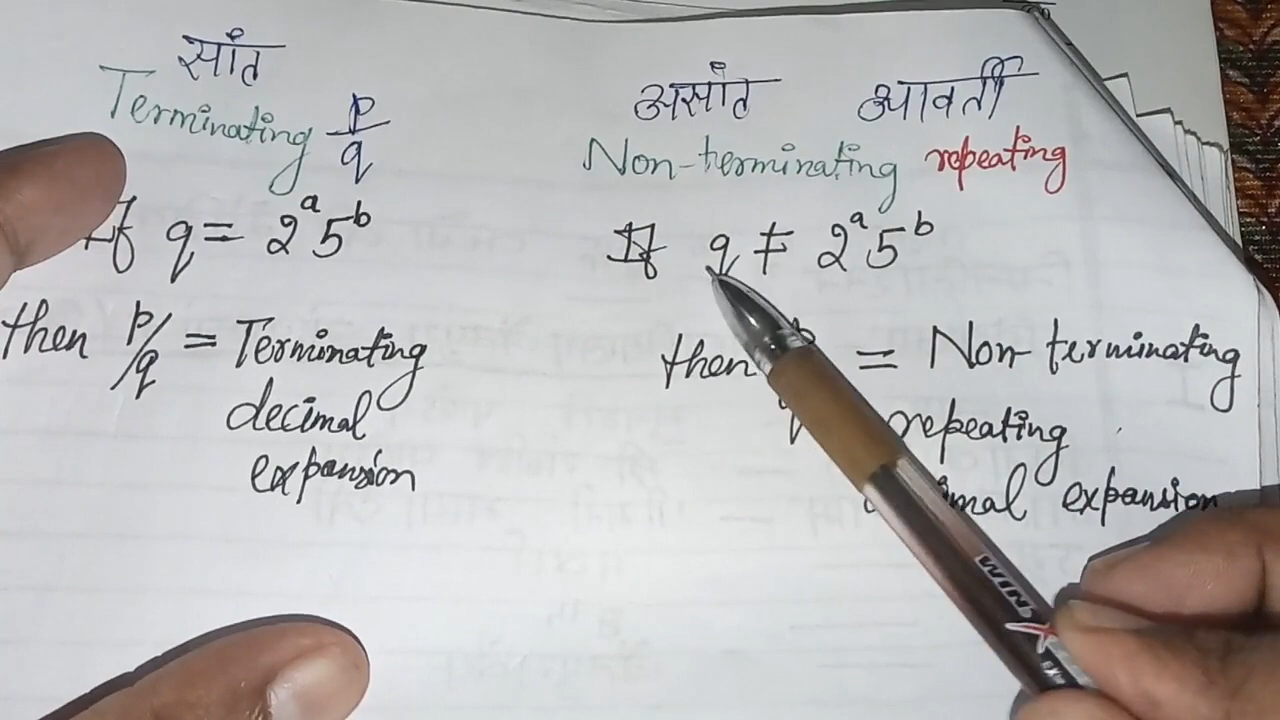 सांत
Terminating p/q
If q = 2^a 5^b
then p/q = Terminating
decimal
expansion
असांत आवर्ती
Non-terminating repeating
If q ≠ 2^a 5^b
then = Non-terminating
repeating
expansion